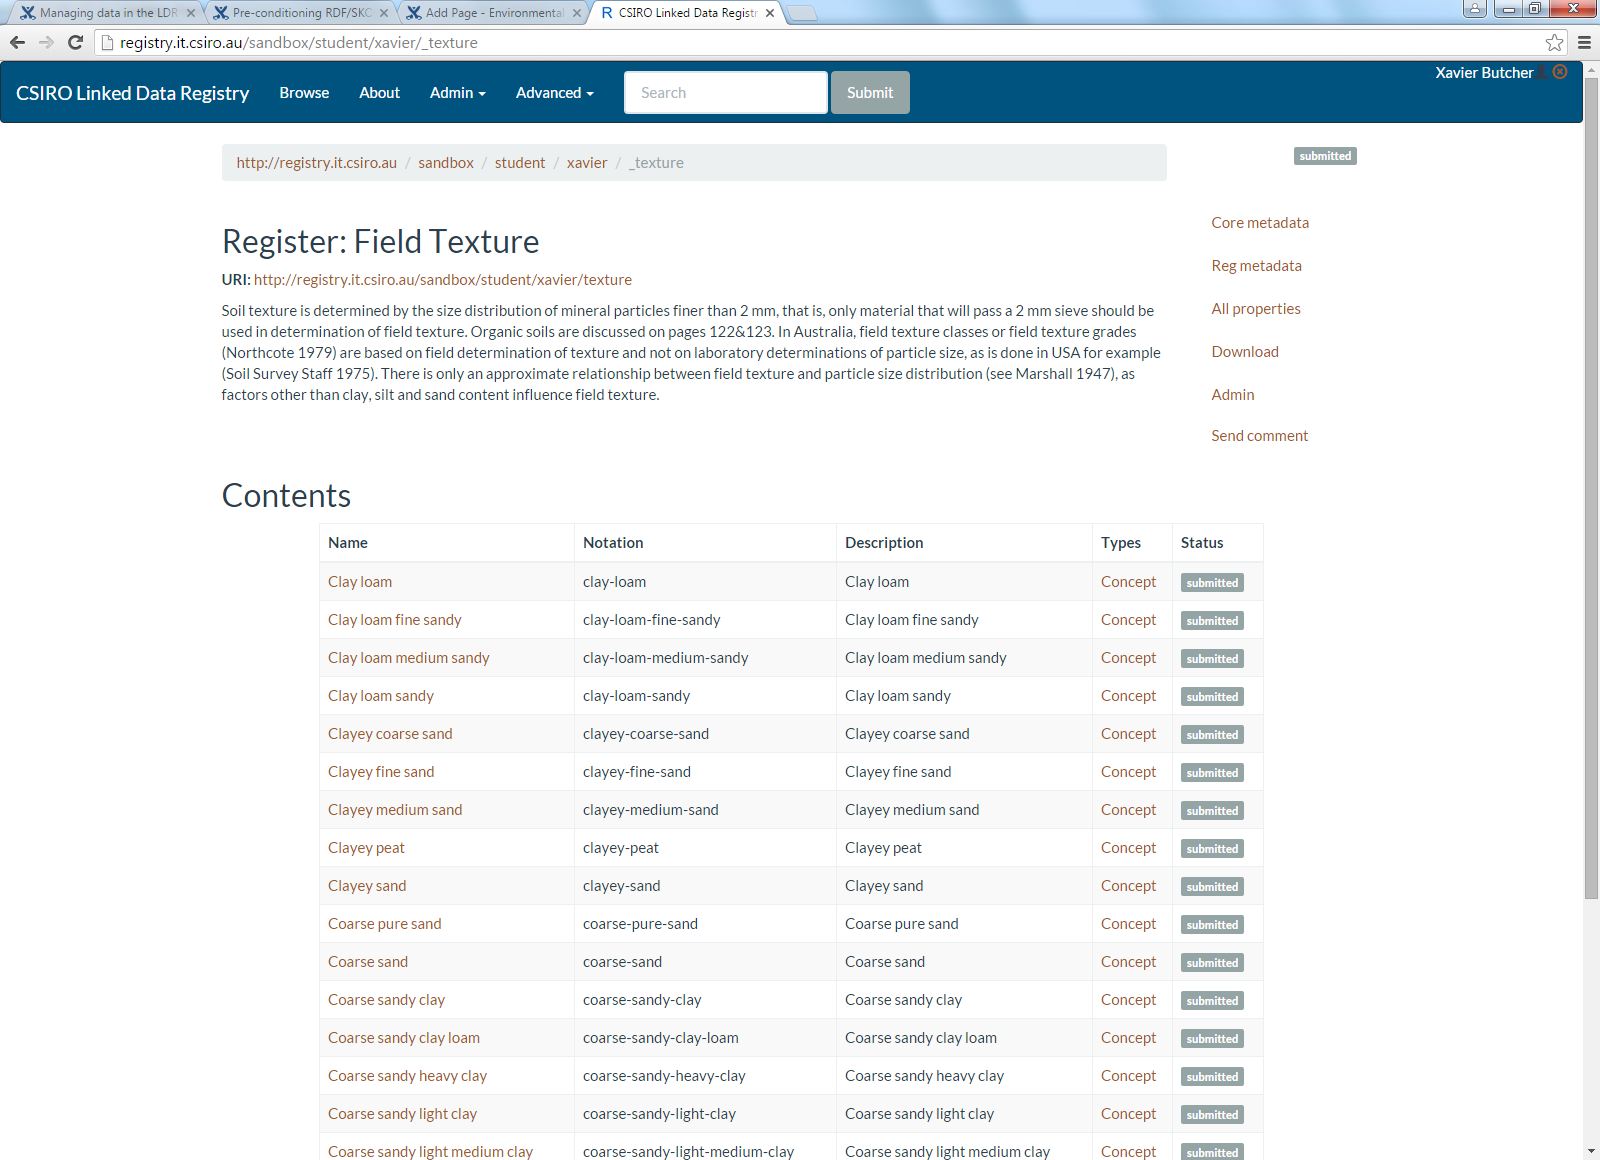 Managing data in the LDR
Pre-conditioning RDF/SKC
Add Page - Environmental
CSIRO Linked Data Registr
registry.it.csiro.au/sandbox/student/xavier/_texture
Xavier Butcher
CSIRO Linked Data Registry Browse About Admin Advanced Search Submit
http://registry.it.csiro.au / sandbox / student / xavier / _texture
submitted
Core metadata
Reg metadata
All properties
Download
Admin
Send comment
Register: Field Texture
URI: http://registry.it.csiro.au/sandbox/student/xavier/texture
Soil texture is determined by the size distribution of mineral particles finer than 2 mm, that is, only material that will pass a 2 mm sieve should be
used in determination of field texture. Organic soils are discussed on pages 122&123. In Australia, field texture classes or field texture grades
(Northcote 1979) are based on field determination of texture and not on laboratory determinations of particle size, as is done in USA for example
(Soil Survey Staff 1975). There is only an approximate relationship between field texture and particle size distribution (see Marshall 1947), as
factors other than clay, silt and sand content influence field texture.
Contents
Name Notation Description Types Status
Clay loam clay-loam Clay loam Concept submitted
Clay loam fine sandy clay-loam-fine-sandy Clay loam fine sandy Concept submitted
Clay loam medium sandy clay-loam-medium-sandy Clay loam medium sandy Concept submitted
Clay loam sandy clay-loam-sandy Clay loam sandy Concept submitted
Clayey coarse sand clayey-coarse-sand Clayey coarse sand Concept submitted
Clayey fine sand clayey-fine-sand Clayey fine sand Concept submitted
Clayey medium sand clayey-medium-sand Clayey medium sand Concept submitted
Clayey peat clayey-peat Clayey peat Concept submitted
Clayey sand clayey-sand Clayey sand Concept submitted
Coarse pure sand coarse-pure-sand Coarse pure sand Concept submitted
Coarse sand coarse-sand Coarse sand Concept submitted
Coarse sandy clay coarse-sandy-clay Coarse sandy clay Concept submitted
Coarse sandy clay loam coarse-sandy-clay-loam Coarse sandy clay loam Concept submitted
Coarse sandy heavy clay coarse-sandy-heavy-clay Coarse sandy heavy clay Concept submitted
Coarse sandy light clay coarse-sandy-light-clay Coarse sandy light clay Concept submitted
Coarse sandy light medium clay coarse-sandy-light-medium-clay Coarse sandy light medium clay Concept submitted